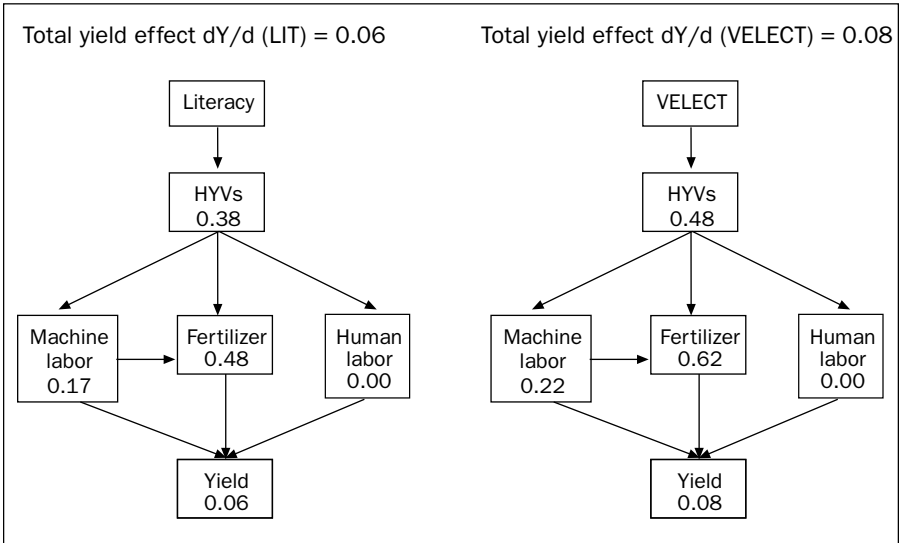 Total yield effect dY/d (LIT) = 0.06
Literacy
HYVs
0.38
Machine
labor
0.17
Fertilizer
0.48
Human
labor
0.00
Yield
0.06
Total yield effect dY/d (VELECT) = 0.08
VELECT
HYVs
0.48
Machine
labor
0.22
Fertilizer
0.62
Human
labor
0.00
Yield
0.08